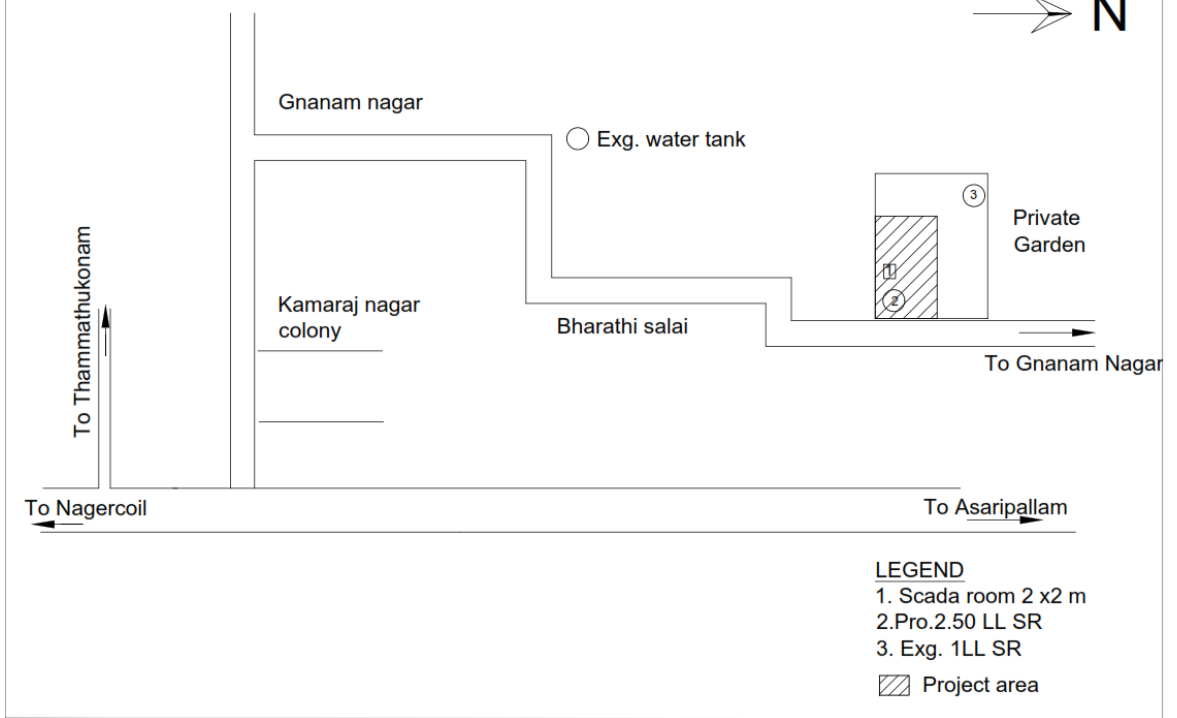 N
Gnanam nagar
Exg. water tank
3
Private
Garden
1
2
To Thammathukonam
Kamaraj nagar
colony
Bharathi salai
To Gnanam Nagar
To Nagercoil
To Asaripallam
LEGEND
1. Scada room 2 x2 m
2.Pro.2.50 LL SR
3. Exg. 1LL SR
Project area